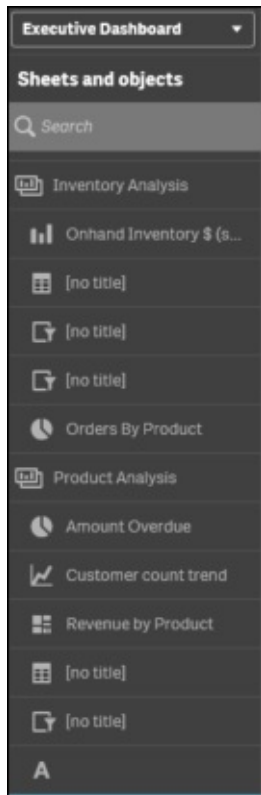 Executive Dashboard
Sheets and objects
Search
Inventory Analysis
Onhand Inventory $ (s...
[no title]
[no title]
[no title]
Orders By Product
Product Analysis
Amount Overdue
Customer count trend
Revenue by Product
[no title]
[no title]
A